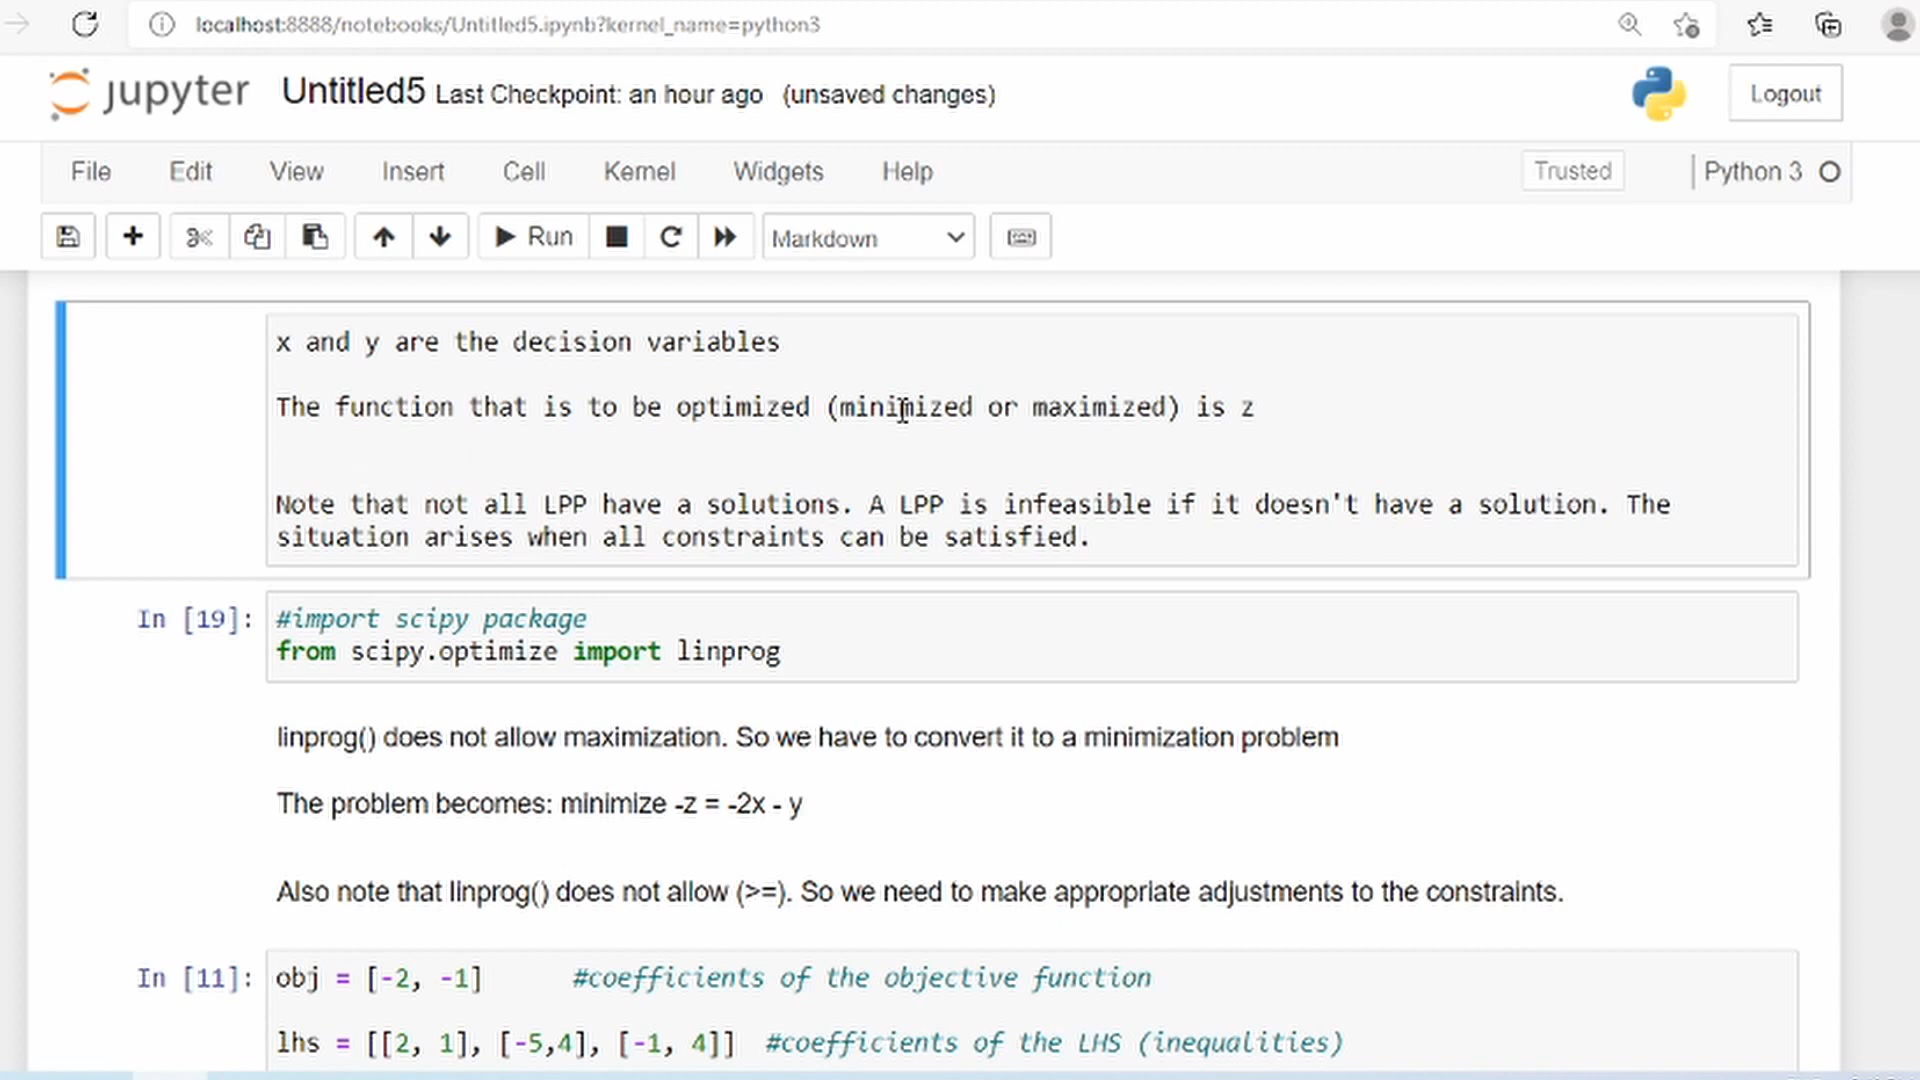 localhost:8888/notebooks/Untitled5.ipynb?kernel_name=python3
jupyter Untitled5 Last Checkpoint: an hour ago (unsaved changes)
Logout
File Edit View Insert Cell Kernel Widgets Help
Trusted
Python 3
Run
Markdown
x and y are the decision variables
The function that is to be optimized (minimized or maximized) is z
Note that not all LPP have a solutions. A LPP is infeasible if it doesn't have a solution. The
situation arises when all constraints can be satisfied.
In [19]: #import scipy package
from scipy.optimize import linprog
linprog() does not allow maximization. So we have to convert it to a minimization problem
The problem becomes: minimize -z = -2x - y
Also note that linprog() does not allow (>=). So we need to make appropriate adjustments to the constraints.
In [11]: obj = [-2, -1] #coefficients of the objective function
lhs = [[2, 1], [-5,4], [-1, 4]] #coefficients of the LHS (inequalities)